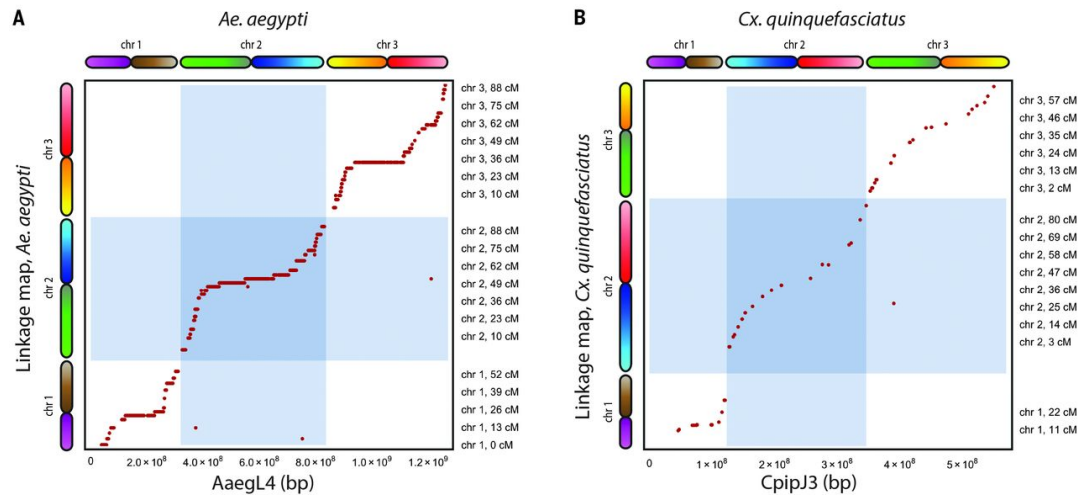 A
Ae. aegypti
chr 1
chr 2
chr 3
Linkage map, Ae. aegypti
chr 3
chr 2
chr 1
chr 3, 88 cM
chr 3, 75 cM
chr 3, 62 cM
chr 3, 49 cM
chr 3, 36 cM
chr 3, 23 cM
chr 3, 10 cM
chr 2, 88 cM
chr 2, 75 cM
chr 2, 62 cM
chr 2, 49 cM
chr 2, 36 cM
chr 2, 23 cM
chr 2, 10 cM
chr 1, 52 cM
chr 1, 39 cM
chr 1, 26 cM
chr 1, 13 cM
chr 1, 0 cM
0 2.0 × 10⁸ 4.0 × 10⁸ 6.0 × 10⁸ 8.0 × 10⁸ 1.0 × 10⁹ 1.2 × 10⁹
AaegL4 (bp)
B
Cx. quinquefasciatus
chr 1
chr 2
chr 3
Linkage map, Cx. quinquefasciatus
chr 3
chr 2
chr 1
chr 3, 57 cM
chr 3, 46 cM
chr 3, 35 cM
chr 3, 24 cM
chr 3, 13 cM
chr 3, 2 cM
chr 2, 80 cM
chr 2, 69 cM
chr 2, 58 cM
chr 2, 47 cM
chr 2, 36 cM
chr 2, 25 cM
chr 2, 14 cM
chr 2, 3 cM
chr 1, 22 cM
chr 1, 11 cM
0 1 × 10⁸ 2 × 10⁸ 3 × 10⁸ 4 × 10⁸ 5 × 10⁸
CpipJ3 (bp)